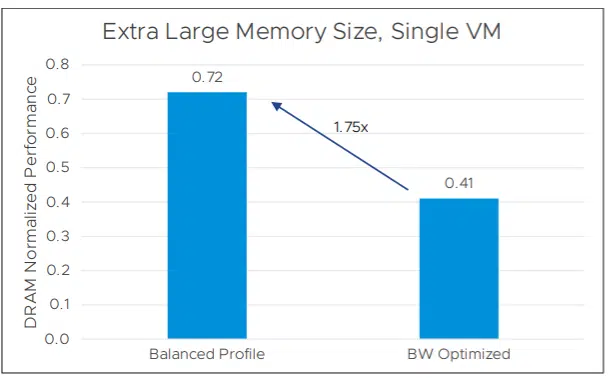 Extra Large Memory Size, Single VM
DRAM Normalized Performance
0.8
0.7
0.6
0.5
0.4
0.3
0.2
0.1
0.0
0.72
1.75x
0.41
Balanced Profile
BW Optimized